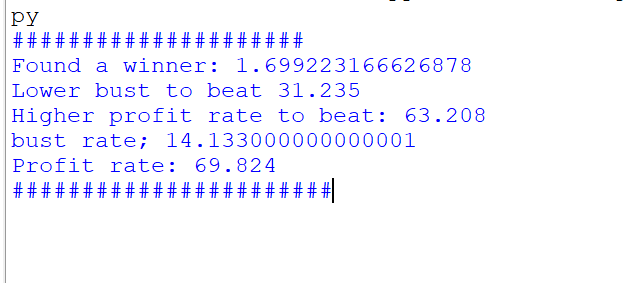 py
#####################
Found a winner: 1.699223166626878
Lower bust to beat 31.235
Higher profit rate to beat: 63.208
bust rate; 14.133000000000001
Profit rate: 69.824
#######################